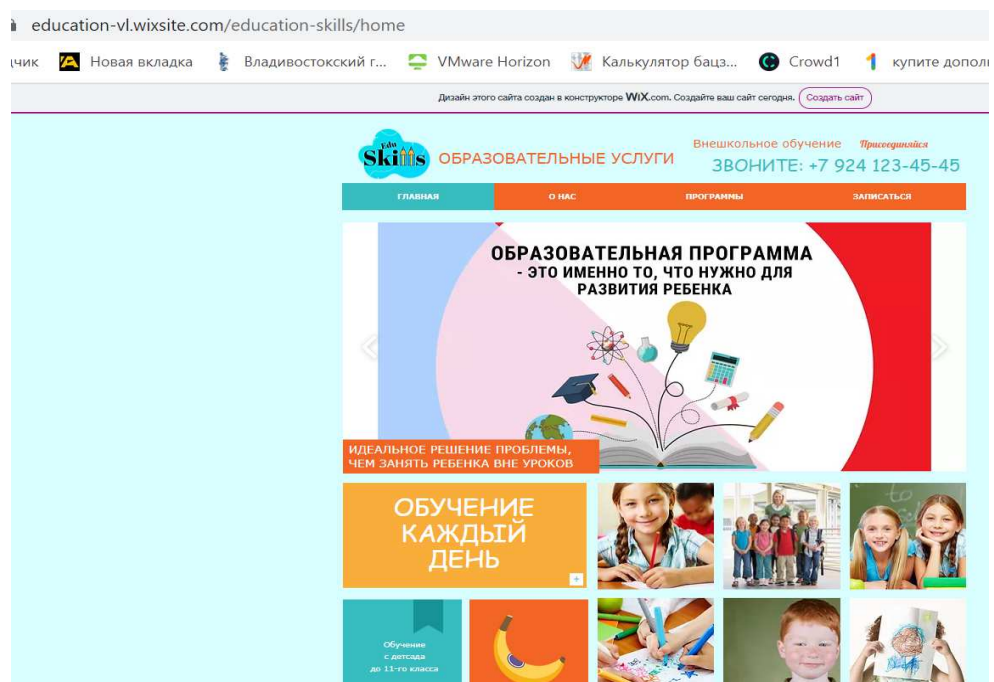 education-vl.wixsite.com/education-skills/home
чик Новая вкладка Владивостокский г... VMware Horizon Калькулятор бацз... Crowd1 купите допол
Дизайн этого сайта создан в конструкторе WiX.com. Создайте ваш сайт сегодня. Создать сайт
Edu
Skills
ОБРАЗОВАТЕЛЬНЫЕ УСЛУГИ
Внешкольное обучение Присоединяйся
ЗВОНИТЕ: +7 924 123-45-45
ГЛАВНАЯ О НАС ПРОГРАММЫ ЗАПИСАТЬСЯ
ОБРАЗОВАТЕЛЬНАЯ ПРОГРАММА
- ЭТО ИМЕННО ТО, ЧТО НУЖНО ДЛЯ
РАЗВИТИЯ РЕБЕНКА
ИДЕАЛЬНОЕ РЕШЕНИЕ ПРОБЛЕМЫ,
ЧЕМ ЗАНЯТЬ РЕБЕНКА ВНЕ УРОКОВ
ОБУЧЕНИЕ
КАЖДЫЙ
ДЕНЬ
+
Обучение
с детсада
до 11-го класса